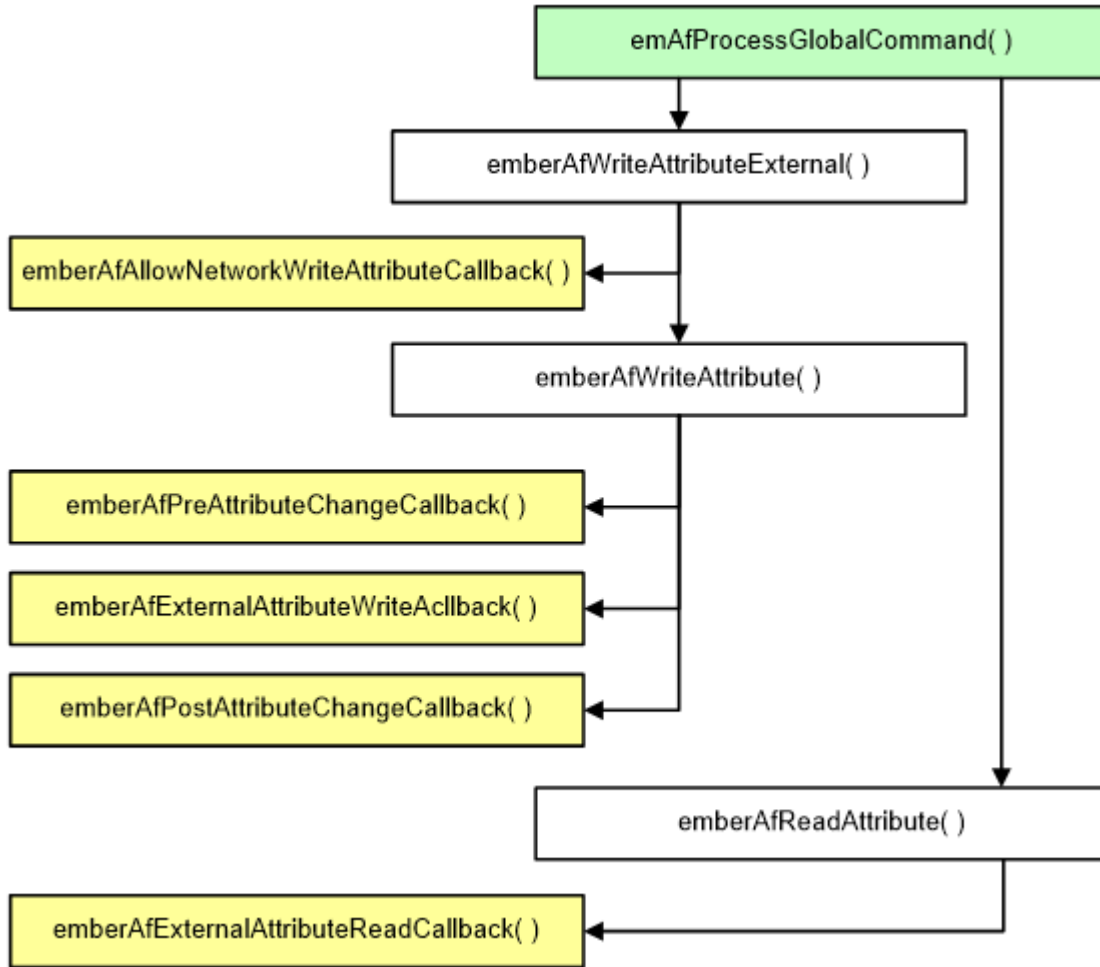 emAfProcessGlobalCommand( )
emberAfWriteAttributeExternal( )
emberAfAllowNetworkWriteAttributeCallback( )
emberAfWriteAttribute( )
emberAfPreAttributeChangeCallback( )
emberAfExternalAttributeWriteAcllback( )
emberAfPostAttributeChangeCallback( )
emberAfReadAttribute( )
emberAfExternalAttributeReadCallback( )